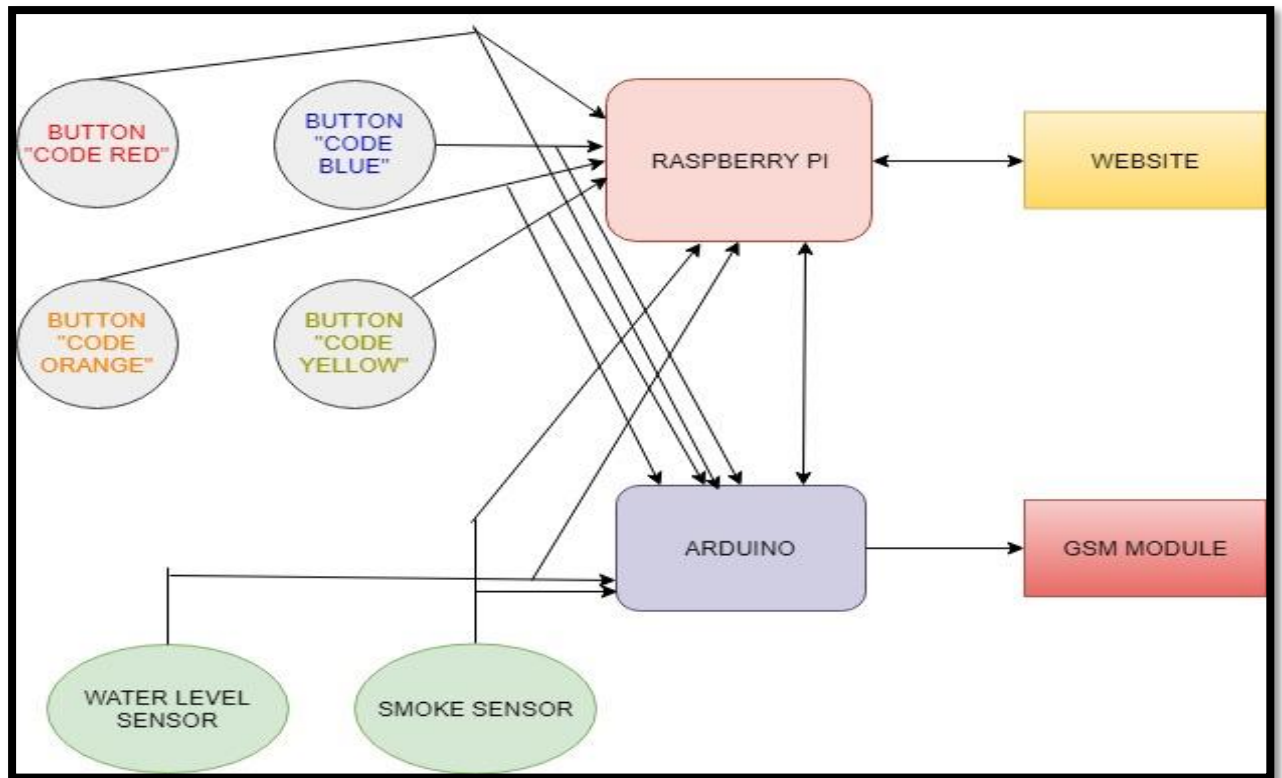 BUTTON
"CODE RED"
BUTTON
"CODE
BLUE"
RASPBERRY PI
WEBSITE
BUTTON
"CODE
ORANGE"
BUTTON
"CODE
YELLOW"
ARDUINO
GSM MODULE
WATER LEVEL
SENSOR
SMOKE SENSOR